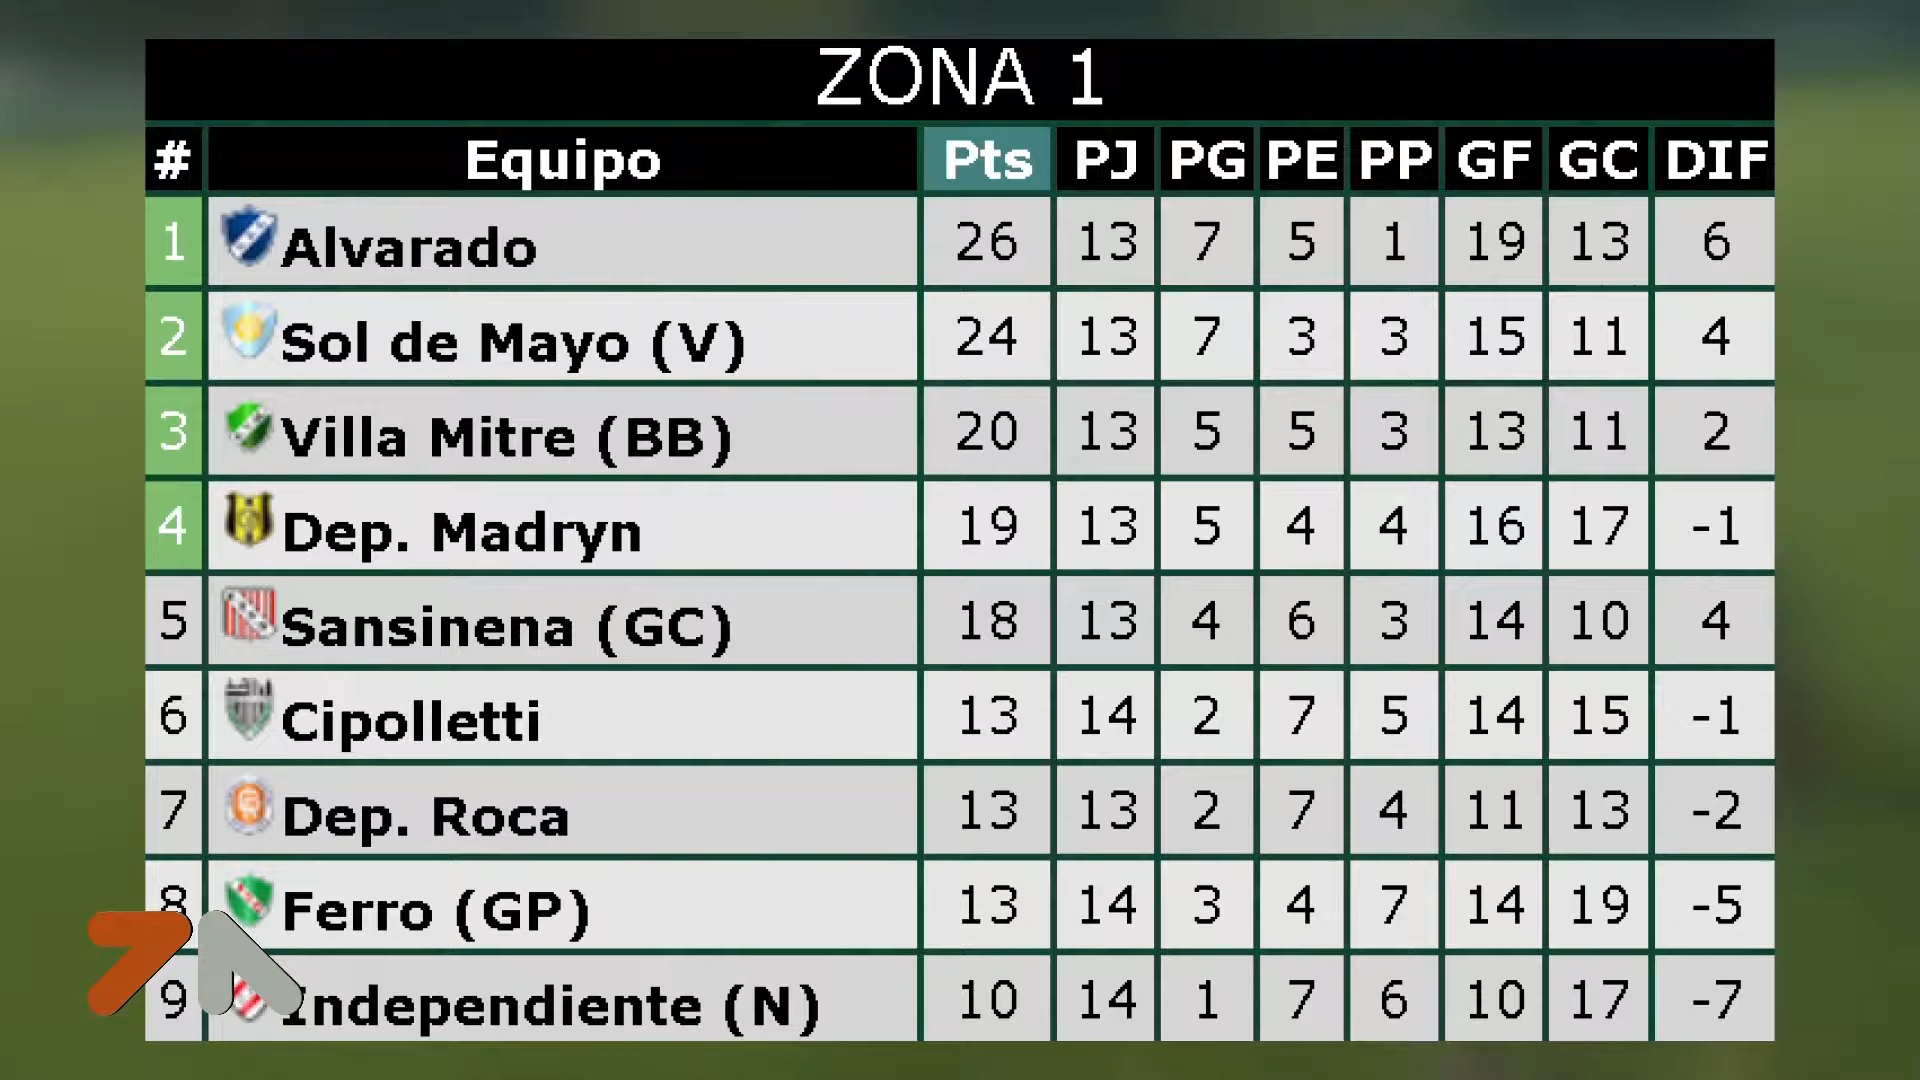 ZONA 1
# Equipo Pts PJ PG PE PP GF GC DIF
1 Alvarado 26 13 7 5 1 19 13 6
2 Sol de Mayo (V) 24 13 7 3 3 15 11 4
3 Villa Mitre (BB) 20 13 5 5 3 13 11 2
4 Dep. Madryn 19 13 5 4 4 16 17 -1
5 Sansinena (GC) 18 13 4 6 3 14 10 4
6 Cipolletti 13 14 2 7 5 14 15 -1
7 Dep. Roca 13 13 2 7 4 11 13 -2
8 Ferro (GP) 13 14 3 4 7 14 19 -5
9 Independiente (N) 10 14 1 7 6 10 17 -7